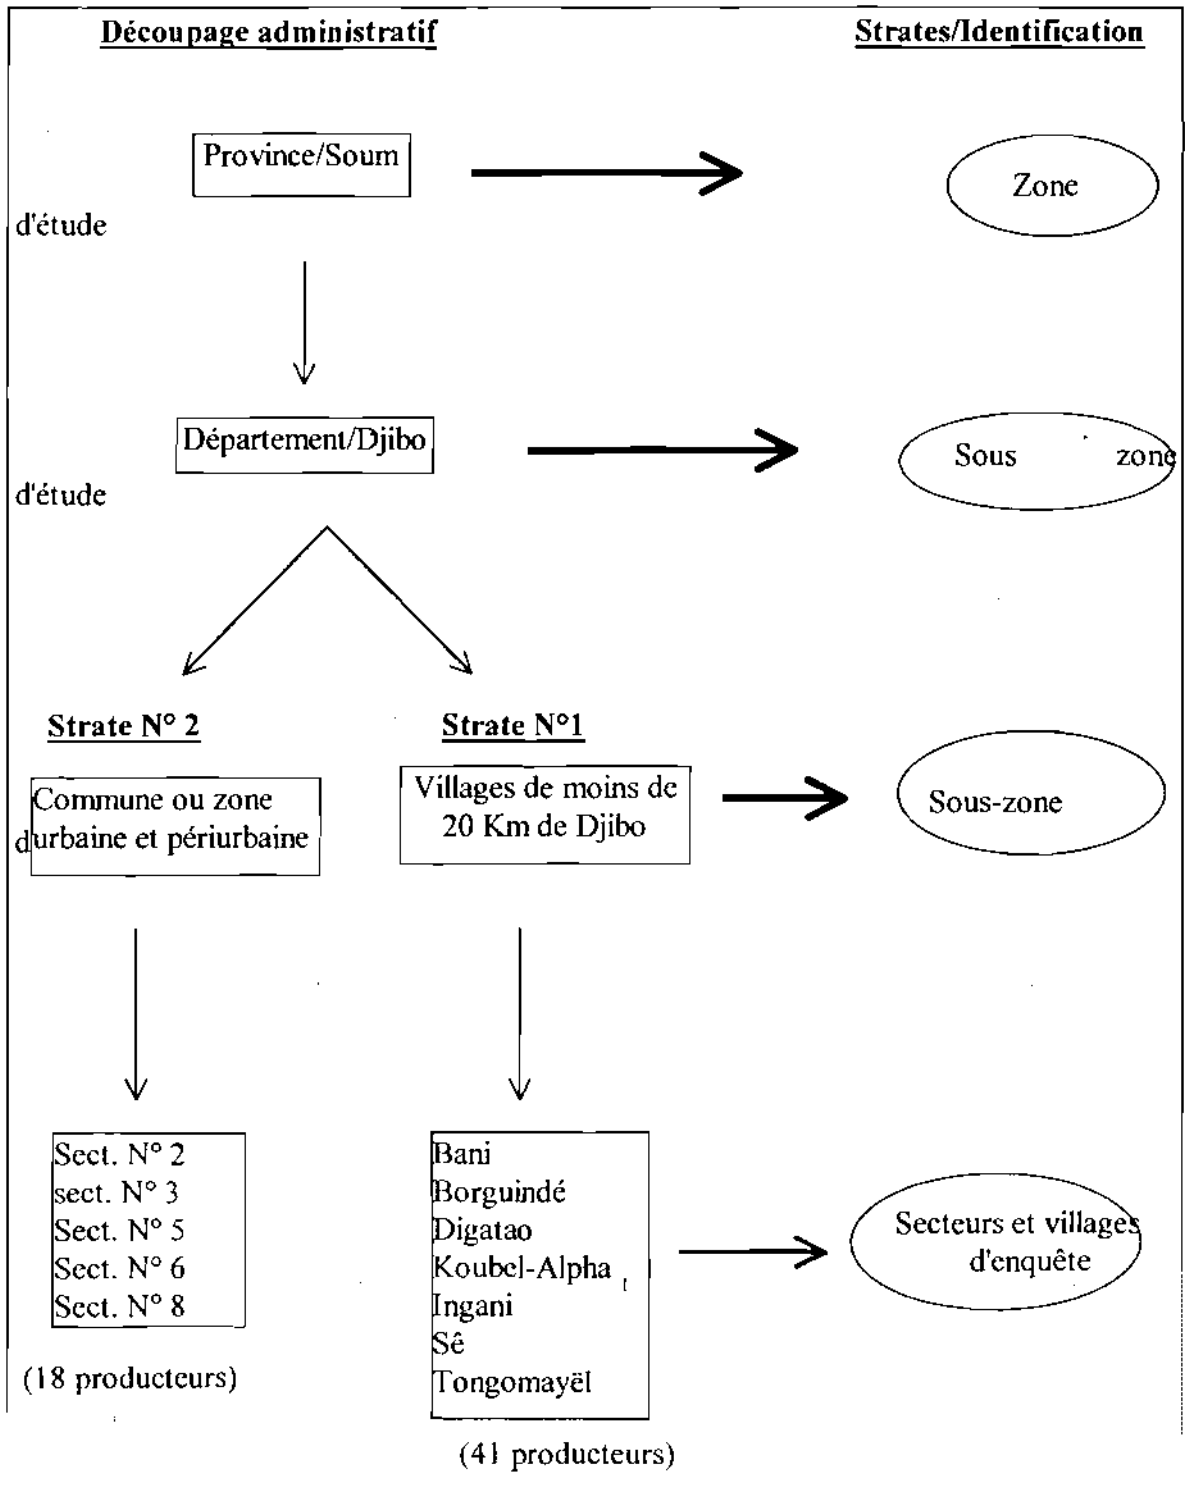 Découpage administratif
Strates/Identification
Province/Soum
Zone
d'étude
Département/Djibo
Sous zone
d'étude
Strate N° 2
Strate N°1
Commune ou zone
urbaine et périurbaine
d
Villages de moins de
20 Km de Djibo
Sous-zone
Sect. N° 2
sect. N° 3
Sect. N° 5
Sect. N° 6
Sect. N° 8
(18 producteurs)
Bani
Borguindé
Digatao
Koubel-Alpha
Ingani
Sê
Tongomayël
(41 producteurs)
Secteurs et villages
d'enquête